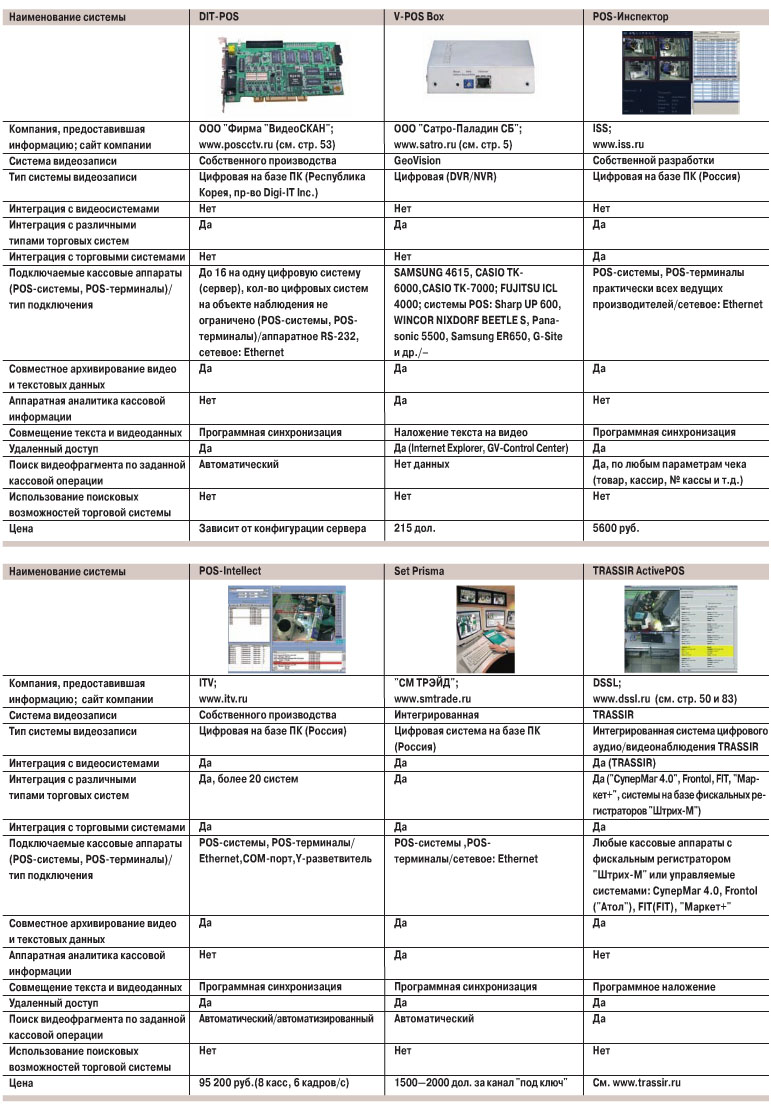 Наименование системы DIT-POS V-POS Box POS-Инспектор
Компания, предоставившая ООО "Фирма "ВидеоСКАН"; ООО "Сатро-Паладин СБ"; ISS;
информацию; сайт компании www.poscctv.ru (см. стр. 53) www.satro.ru (см. стр. 5) www.iss.ru
Система видеозаписи Собственного производства GeoVision Собственной разработки
Тип системы видеозаписи Цифровая на базе ПК (Республика Цифровая (DVR/NVR) Цифровая на базе ПК (Россия)
Корея, пр-во Digi-IT Inc.)
Интеграция с видеосистемами Нет Нет Нет
Интеграция с различными Да Да Да
типами торговых систем
Интеграция с торговыми системами Нет Нет Да
Подключаемые кассовые аппараты До 16 на одну цифровую систему SAMSUNG 4615, CASIO TK- POS-системы, POS-терминалы
(POS-системы, POS-терминалы)/ (сервер), кол-во цифровых систем 6000,CASIO TK-7000; FUJITSU ICL практически всех ведущих
тип подключения на объекте наблюдения не 4000; системы POS: Sharp UP 600, производителей/сетевое: Ethernet
ограничено (POS-системы, POS- WINCOR NIXDORF BEETLE S, Pana-
терминалы)/аппаратное RS-232, sonic 5500, Samsung ER650, G-Site
сетевое: Ethernet и др./–
Совместное архивирование видео Да Да Да
и текстовых данных
Аппаратная аналитика кассовой Нет Да Нет
информации
Совмещение текста и видеоданных Программная синхронизация Наложение текста на видео Программная синхронизация
Удаленный доступ Да Да (Internet Explorer, GV-Control Center) Да
Поиск видеофрагмента по заданной Автоматический Нет данных Да, по любым параметрам чека
кассовой операции (товар, кассир, № кассы и т.д.)
Использование поисковых Нет Нет Нет
возможностей торговой системы
Цена Зависит от конфигурации сервера 215 дол. 5600 руб.
Наименование системы POS-Intellect Set Prisma TRASSIR ActivePOS
Компания, предоставившая ITV; "СМ ТРЭЙД"; DSSL;
информацию; сайт компании www.itv.ru www.smtrade.ru www.dssl.ru (см. стр. 50 и 83)
Система видеозаписи Собственного производства Интегрированная TRASSIR
Тип системы видеозаписи Цифровая на базе ПК (Россия) Цифровая система на базе ПК Интегрированная система цифрового
(Россия) аудио/видеонаблюдения TRASSIR
Интеграция с видеосистемами Да Да Да (TRASSIR)
Интеграция с различными Да, более 20 систем Да Да ("СуперМаг 4.0", Frontol, FIT, "Мар-
типами торговых систем кет+", системы на базе фискальных ре-
гистраторов "Штрих-М")
Интеграция с торговыми системами Да Да Да
Подключаемые кассовые аппараты POS-системы, POS-терминалы/ POS-системы ,POS- Любые кассовые аппараты с
(POS-системы, POS-терминалы)/ Ethernet,COM-порт,Y-разветвитель терминалы/сетевое: Ethernet фискальным регистратором
тип подключения "Штрих-М" или управляемые
системами: СуперМаг 4.0, Frontol
("Атол"), FIT(FIT), "Маркет+"
Совместное архивирование видео Да Да Да
и текстовых данных
Аппаратная аналитика кассовой Нет Да Нет
информации
Совмещение текста и видеоданных Программная синхронизация Программная синхронизация Программное наложение
Удаленный доступ Да Да Да
Поиск видеофрагмента по заданной Автоматический/автоматизированный Автоматический Да
кассовой операции
Использование поисковых Нет Нет Нет
возможностей торговой системы
Цена 95 200 руб.(8 касс, 6 кадров/с) 1500—2000 дол. за канал "под ключ" См. www.trassir.ru